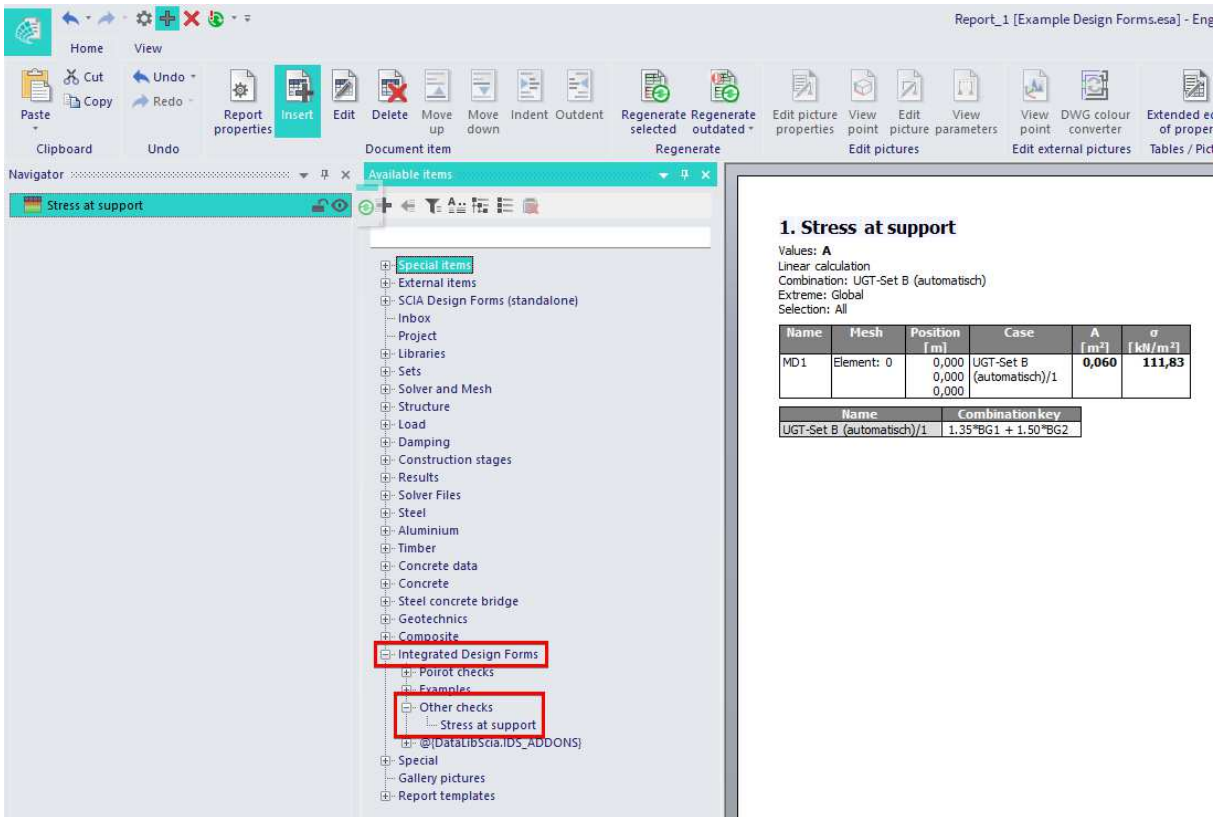 Report_1 [Example Design Forms.esa] - Eng
Home View
Cut
Copy
Paste
Undo
Redo
Report properties
Insert
Edit
Delete
Move up
Move down
Indent
Outdent
Regenerate selected
Regenerate outdated
Edit picture properties
View point
Edit picture
View parameters
View point
DWG colour converter
Extended ed
of proper
Clipboard
Undo
Document item
Regenerate
Edit pictures
Edit external pictures
Tables / Pict
Navigator
Stress at support
Available items
Special items
External items
SCIA Design Forms (standalone)
Inbox
Project
Libraries
Sets
Solver and Mesh
Structure
Load
Damping
Construction stages
Results
Solver Files
Steel
Aluminium
Timber
Concrete data
Concrete
Steel concrete bridge
Geotechnics
Composite
Integrated Design Forms
Poirot checks
Examples
Other checks
Stress at support
@{DataLibScia.IDS_ADDONS}
Special
Gallery pictures
Report templates
1. Stress at support
Values: A
Linear calculation
Combination: UGT-Set B (automatisch)
Extreme: Global
Selection: All
Name Mesh Position Case A σ
[m] [m²] [kN/m²]
MD1 Element: 0 0,000 UGT-Set B 0,060 111,83
0,000 (automatisch)/1
0,000
Name Combinationkey
UGT-Set B (automatisch)/1 1.35*BG1 + 1.50*BG2